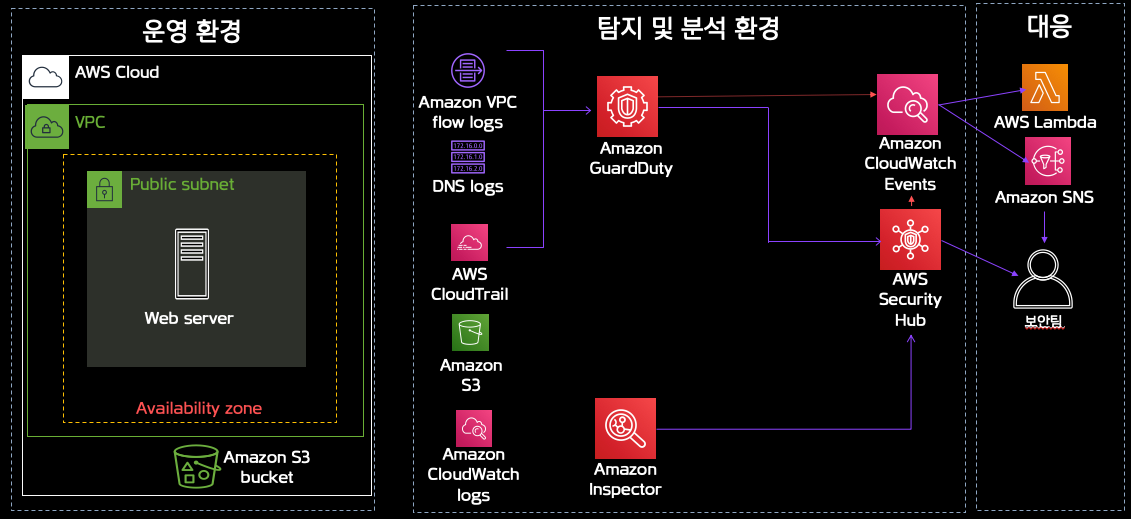 운영 환경
AWS Cloud
VPC
Public subnet
Web server
Availability zone
Amazon S3
bucket
탐지 및 분석 환경
Amazon VPC
flow logs
172.16.0.0
172.16.1.0
172.16.2.0
DNS logs
AWS
CloudTrail
Amazon
S3
Amazon
CloudWatch
logs
Amazon
GuardDuty
Amazon
Inspector
Amazon
CloudWatch
Events
AWS
Security
Hub
대응
AWS Lambda
Amazon SNS
보안팀